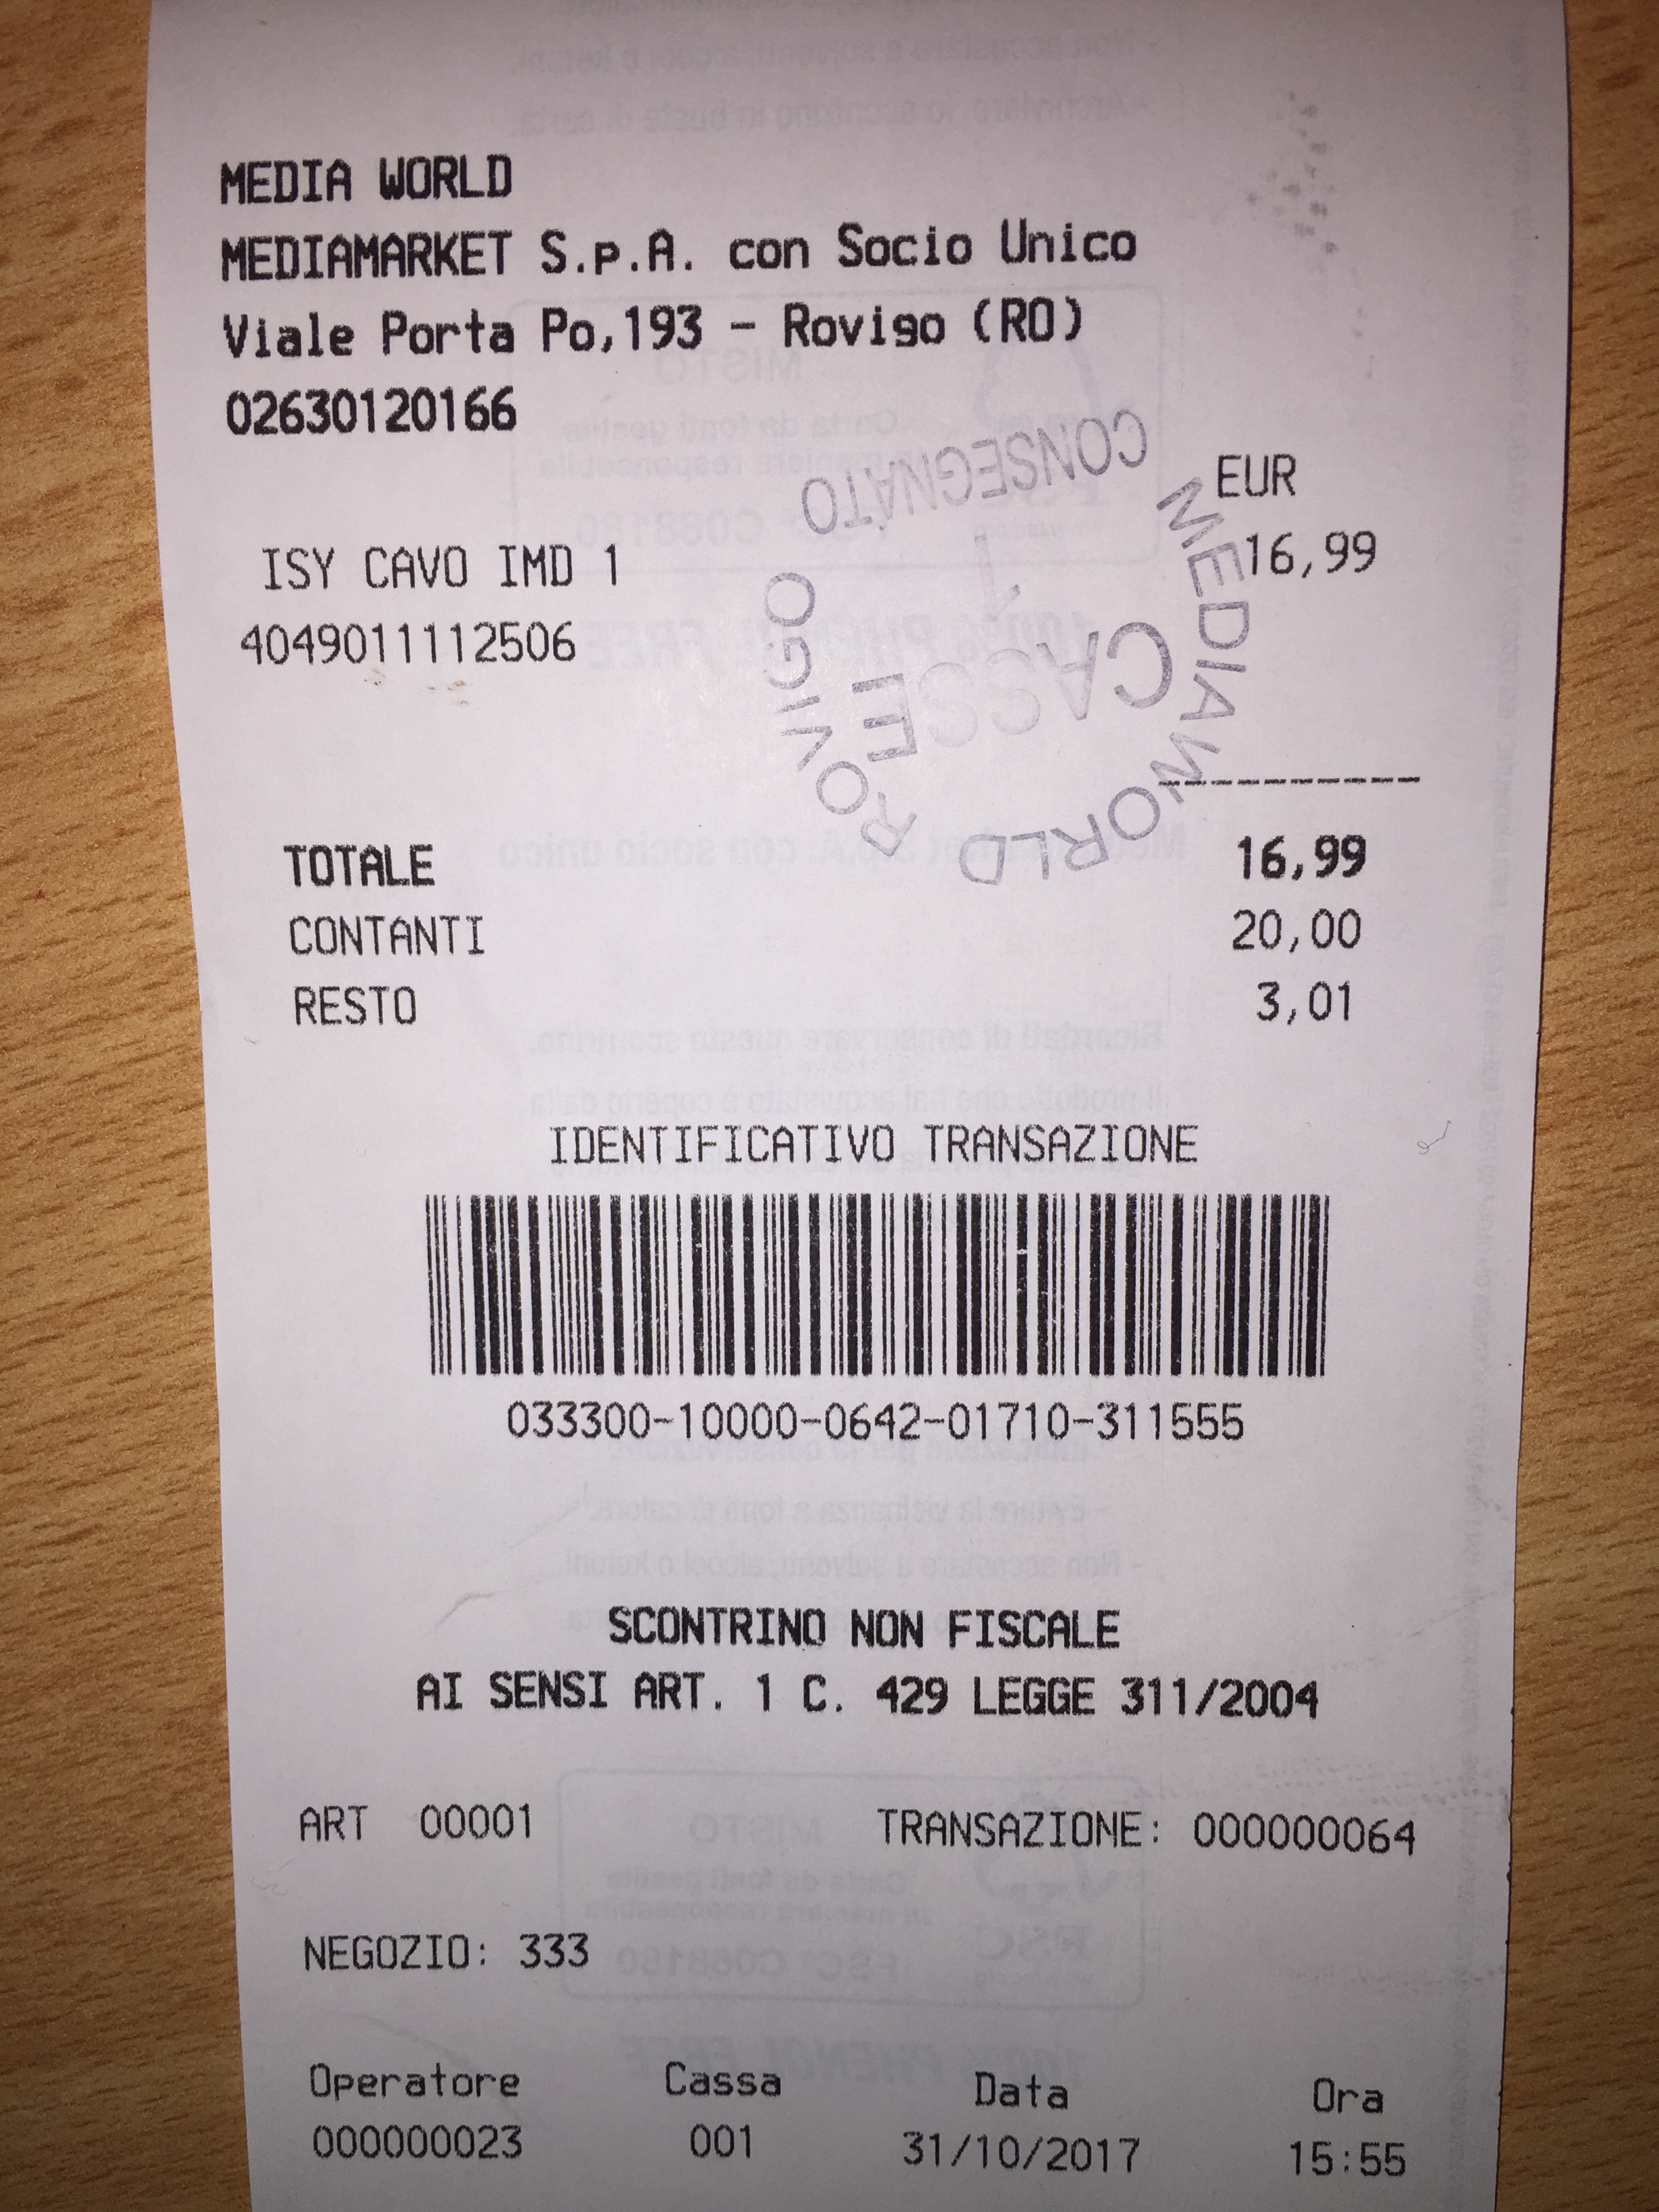 MEDIA WORLD
MEDIAMARKET S.p.A. con Socio Unico
Viale Porta Po,193 - Rovigo (RO)
02630120166
EUR
ISY CAVO IMD 1 16,99
4049011112506
CONSEGNATO
MEDIAWORLD ROVIGO
CASSE
TOTALE 16,99
CONTANTI 20,00
RESTO 3,01
IDENTIFICATIVO TRANSAZIONE
033300-10000-0642-01710-311555
SCONTRINO NON FISCALE
AI SENSI ART. 1 C. 429 LEGGE 311/2004
ART 00001 TRANSAZIONE: 000000064
NEGOZIO: 333
Operatore Cassa Data Ora
000000023 001 31/10/2017 15:55